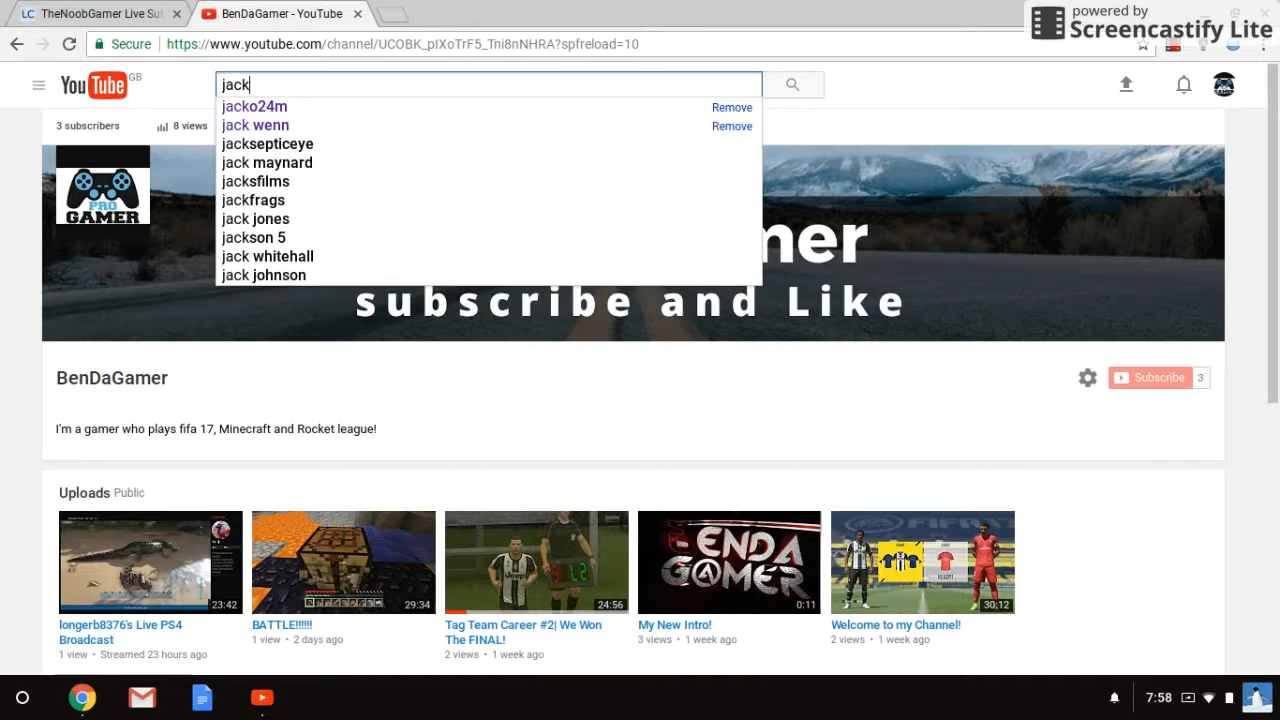 powered by
Screencastify Lite
LC TheNoobGamer Live Sub
BenDaGamer - YouTube
Secure https://www.youtube.com/channel/UCOBK_pIXoTrF5_Tni8nNHRA?spfreload=10
YouTube GB
jack
jacko24m Remove
jack wenn Remove
jacksepticeye
jack maynard
jacksfilms
jackfrags
jack jones
jackson 5
jack whitehall
jack johnson
3 subscribers 8 views
PRO
GAMER
mer
subscribe and Like
BenDaGamer
Subscribe 3
I'm a gamer who plays fifa 17, Minecraft and Rocket league!
Uploads Public
23:42
29:34
24:56
BENDA
GAMER
0:11
30:12
longerb8376's Live PS4
Broadcast
1 view • Streamed 23 hours ago
BATTLE!!!!!!
1 view • 2 days ago
Tag Team Career #2| We Won
The FINAL!
2 views • 1 week ago
My New Intro!
3 views • 1 week ago
Welcome to my Channel!
2 views • 1 week ago
7:58